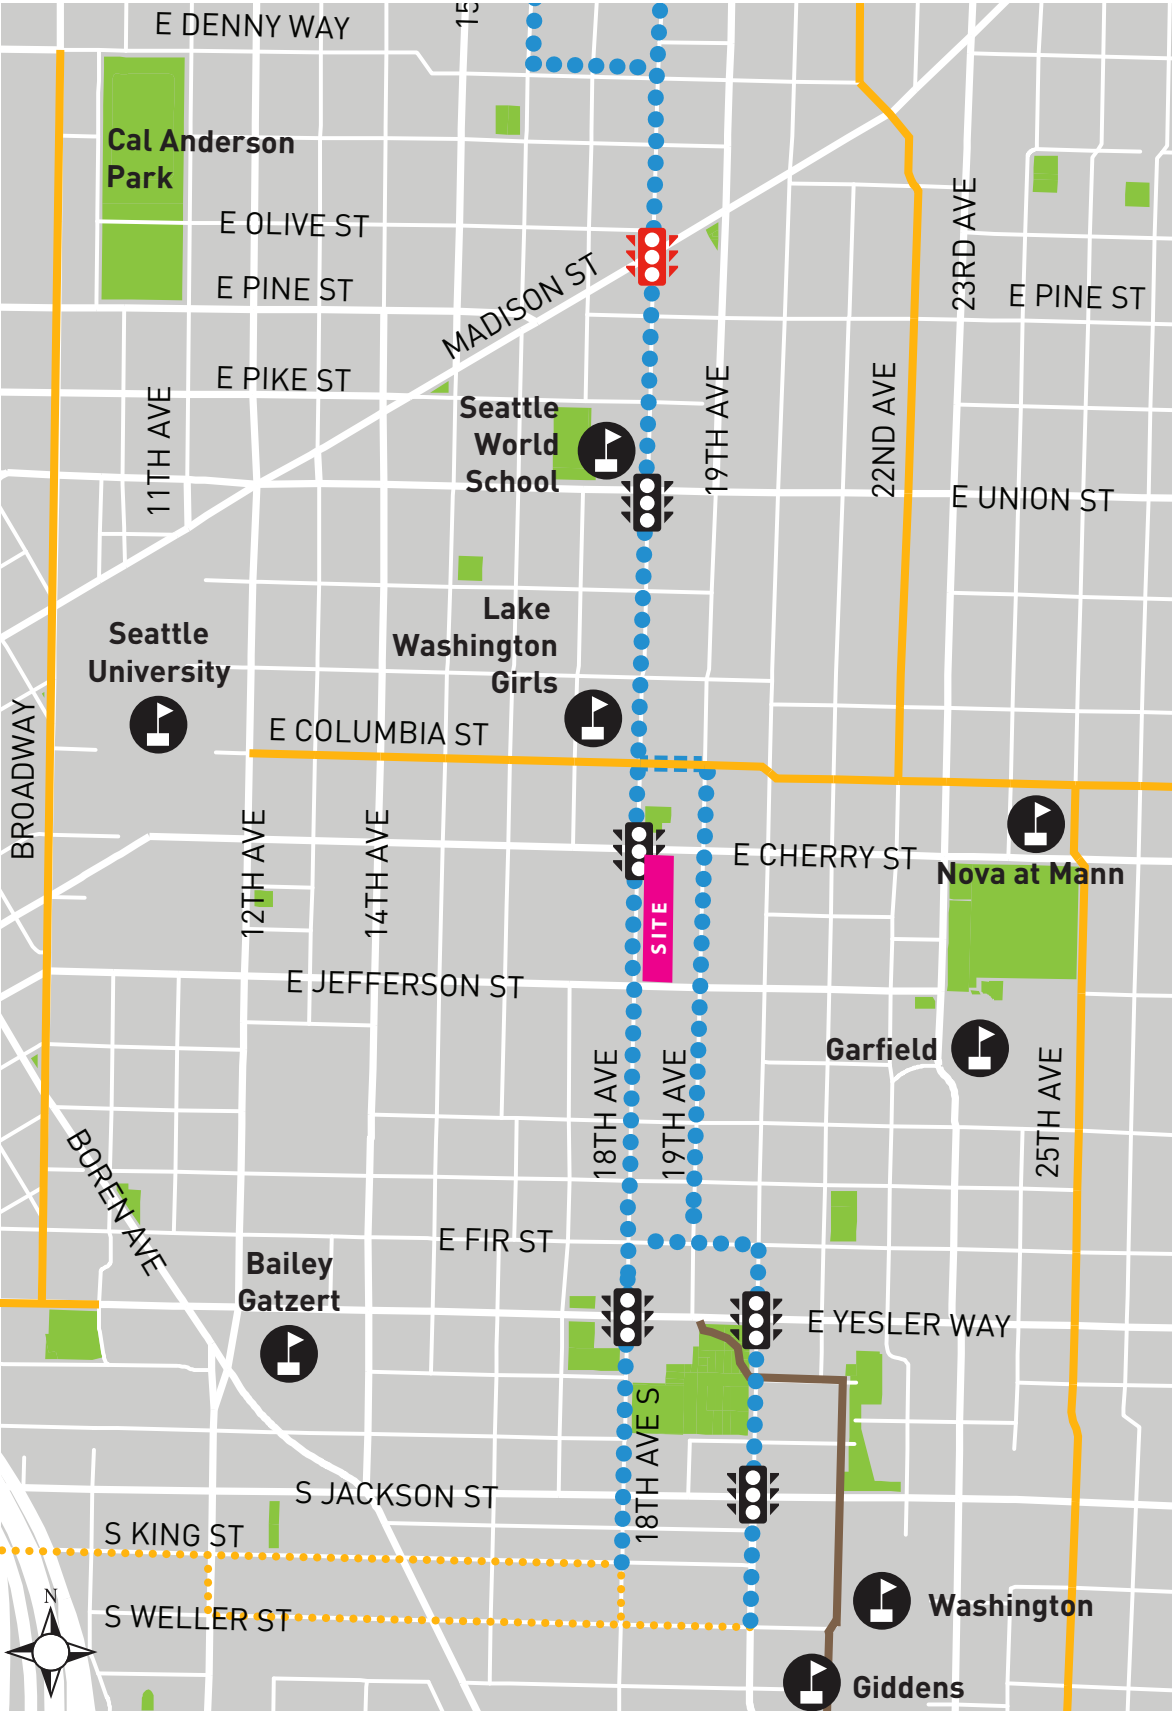 E DENNY WAY
15
Cal Anderson
Park
E OLIVE ST
23RD AVE
E PINE ST
MADISON ST
E PINE ST
E PIKE ST
11TH AVE
Seattle
World
School
19TH AVE
22ND AVE
E UNION ST
Lake
Washington
Girls
Seattle
University
BROADWAY
E COLUMBIA ST
12TH AVE
14TH AVE
E CHERRY ST
Nova at Mann
SITE
E JEFFERSON ST
Garfield
18TH AVE
19TH AVE
25TH AVE
BOREN AVE
E FIR ST
Bailey
Gatzert
E YESLER WAY
18TH AVE S
S JACKSON ST
S KING ST
N
S WELLER ST
Washington
Giddens